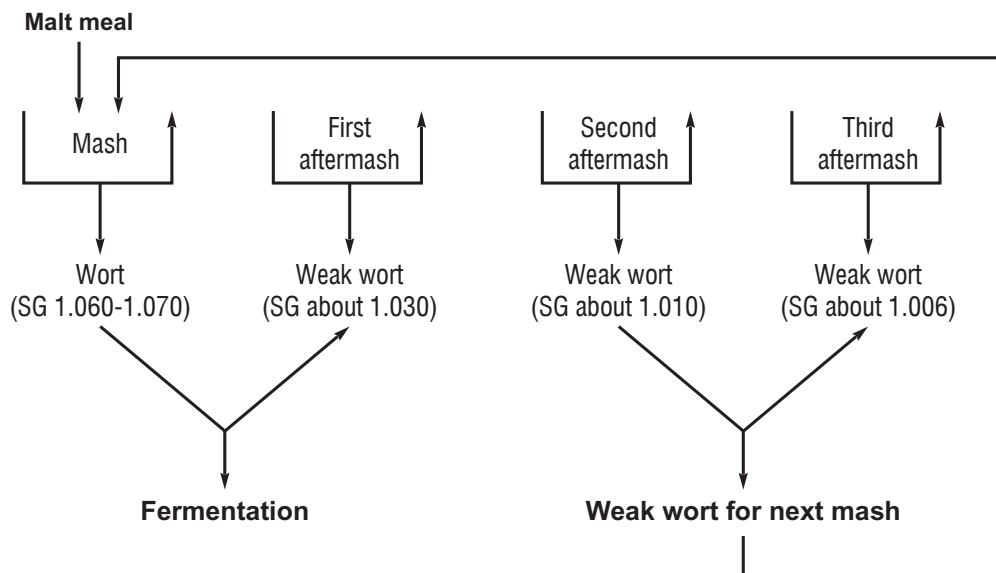 Malt meal
Mash
First
aftermash
Second
aftermash
Third
aftermash
Wort
(SG 1.060-1.070)
Weak wort
(SG about 1.030)
Weak wort
(SG about 1.010)
Weak wort
(SG about 1.006)
Fermentation
Weak wort for next mash